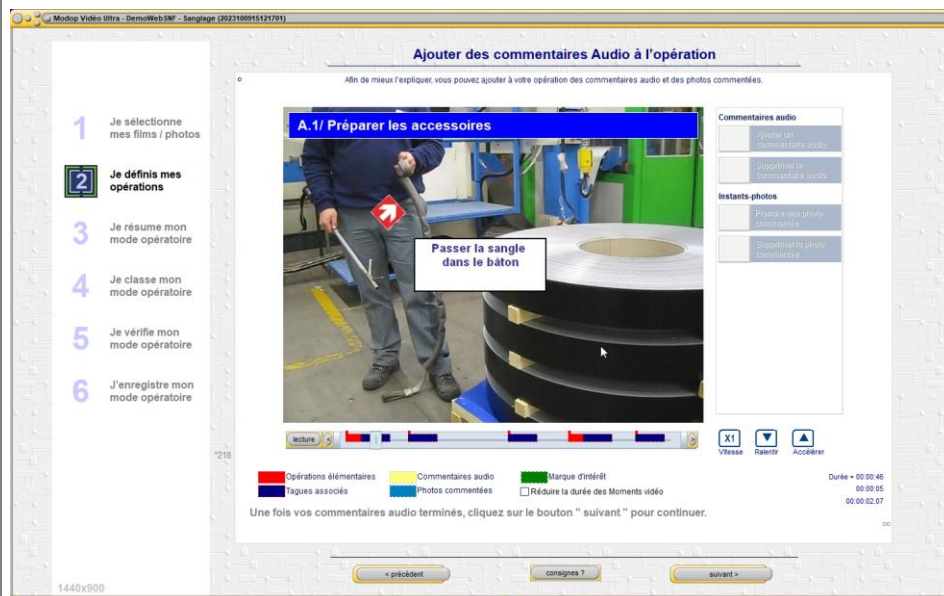 Modop Vidéo Ultra - DemoWebSNF - Sanglage (2023100915121701)
Ajouter des commentaires Audio à l'opération
Afin de mieux l'expliquer, vous pouvez ajouter à votre opération des commentaires audio et des photos commentées.
1
Je sélectionne
mes films / photos
2
Je définis mes
opérations
3
Je résume mon
mode opératoire
4
Je classe mon
mode opératoire
5
Je vérifie mon
mode opératoire
6
J'enregistre mon
mode opératoire
1440x900
A.1/ Préparer les accessoires
Passer la sangle
dans le bâton
Commentaires audio
Ajouter un
commentaire audio
Supprimer le
commentaire audio
Instants-photos
Prendre une photo
commentée
Supprimer la photo
commentée
lecture
<
>
X1
Vitesse
Ralentir
Accélérer
*216
Opérations élémentaires
Commentaires audio
Marque d'intérêt
Tagues associés
Photos commentées
Réduire la durée des Moments vidéo
Durée = 00:00:46
00:00:05
00:00:02.07
Une fois vos commentaires audio terminés, cliquez sur le bouton " suivant " pour continuer.
< précédent
consignes ?
suivant >